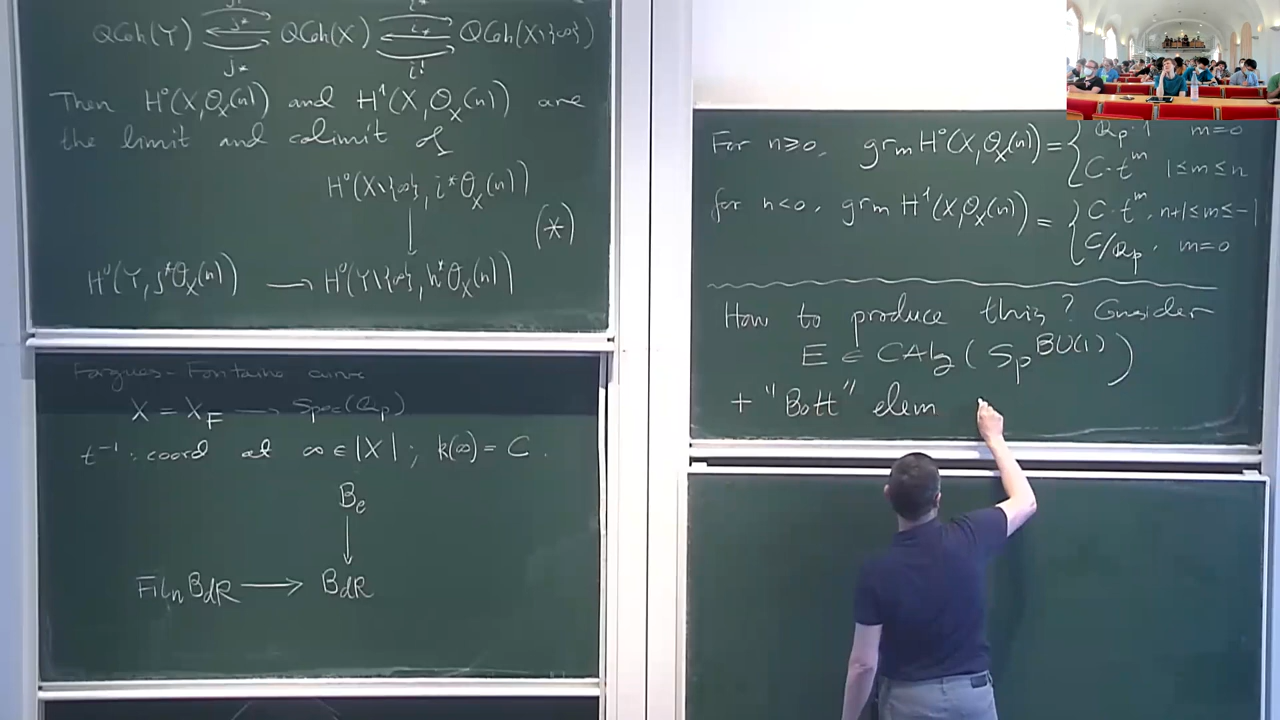 QCoh(Y) j* j* QCoh(X) i* i^! QCoh(X\{∞})
Then H⁰(X,O_X(n)) and H¹(X,O_X(n)) are
the limit and colimit of
H⁰(X\{∞}, i*O_X(n))
(*)
H⁰(Y, j*O_X(n)) → H⁰(Y\{∞}, h*O_X(n))
Fargues-Fontaine curve
X = X_F → Spec(Q_p)
t⁻¹: coord at ∞ ∈ |X| ; k(∞) = C.
B_e
↓
Fil_n B_dR → B_dR
For n≥0, gr_m H⁰(X,O_X(n)) = { Q_p·1 m=0
C·t^m 1≤m≤n
for n<0, gr_m H¹(X,O_X(n)) = { C·t^m, n+1≤m≤-1
C/Q_p, m=0
How to produce this? Consider
E ∈ CAlg(Sp^{BU(1)})
+ "Bott" elem